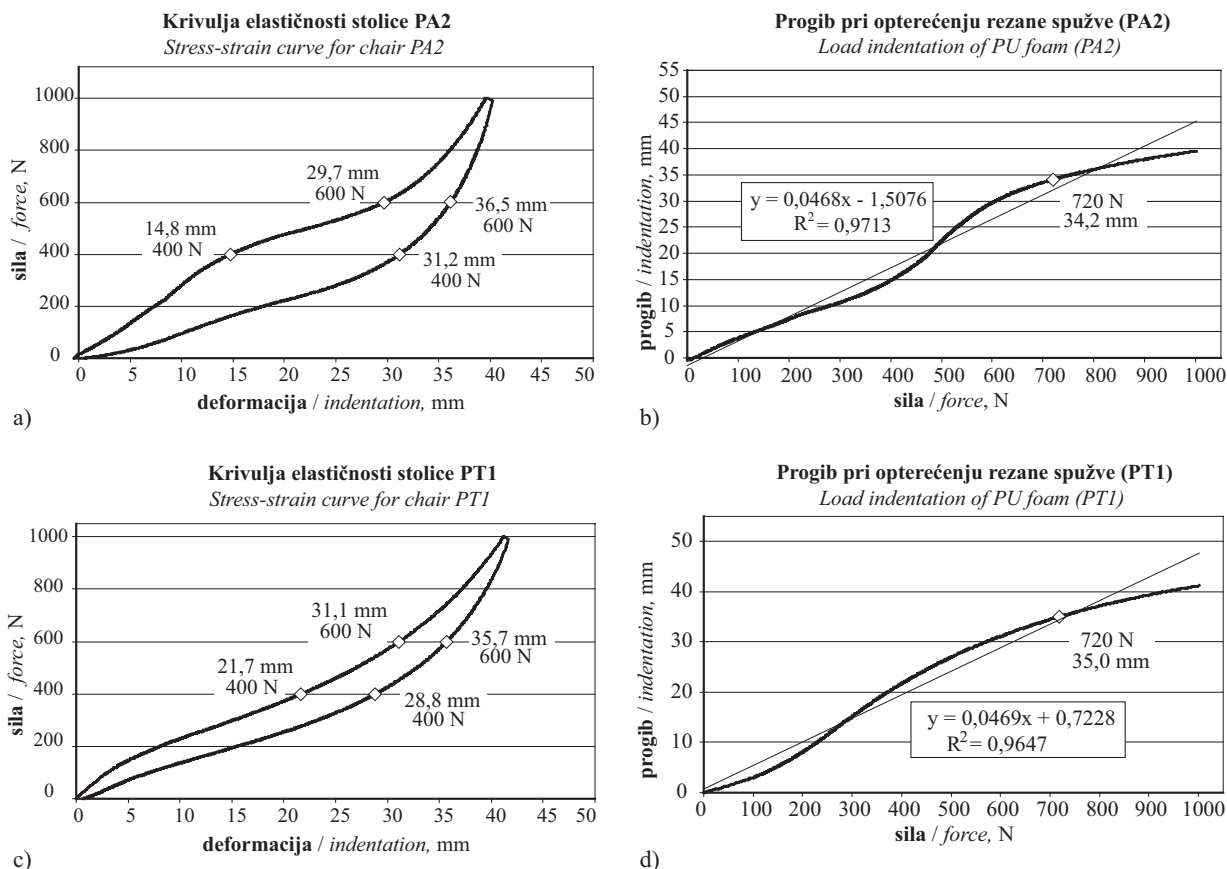 Krivulja elastičnosti stolice PA2
Stress-strain curve for chair PA2
sila / force, N
1000
800
600
400
200
0
29,7 mm
600 N
14,8 mm
400 N
36,5 mm
600 N
31,2 mm
400 N
0 5 10 15 20 25 30 35 40 45 50
deformacija / indentation, mm
a)
Progib pri opterećenju rezane spužve (PA2)
Load indentation of PU foam (PA2)
progib / indentation, mm
55
50
45
40
35
30
25
20
15
10
5
0
y = 0,0468x - 1,5076
R² = 0,9713
720 N
34,2 mm
0 100 200 300 400 500 600 700 800 900 1000
sila / force, N
b)
Krivulja elastičnosti stolice PT1
Stress-strain curve for chair PT1
sila / force, N
1000
800
600
400
200
0
31,1 mm
600 N
21,7 mm
400 N
35,7 mm
600 N
28,8 mm
400 N
0 5 10 15 20 25 30 35 40 45 50
deformacija / indentation, mm
c)
Progib pri opterećenju rezane spužve (PT1)
Load indentation of PU foam (PT1)
progib / indentation, mm
50
40
30
20
10
0
720 N
35,0 mm
y = 0,0469x + 0,7228
R² = 0,9647
0 100 200 300 400 500 600 700 800 900 1000
sila / force, N
d)